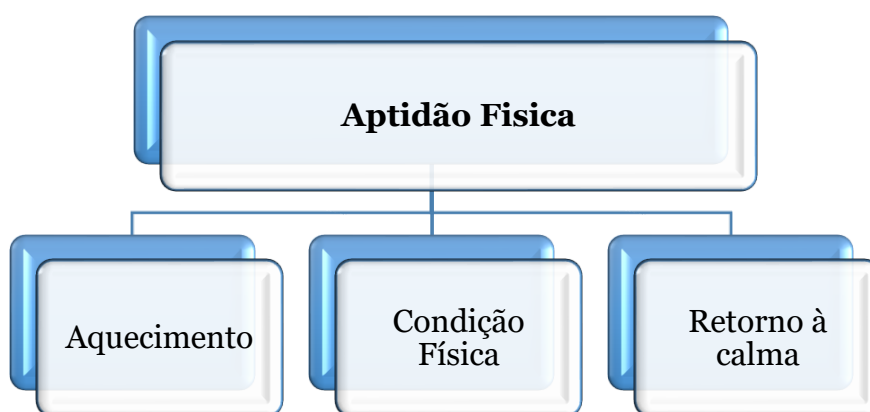 Aptidão Fisica
Aquecimento
Condição
Física
Retorno à
calma